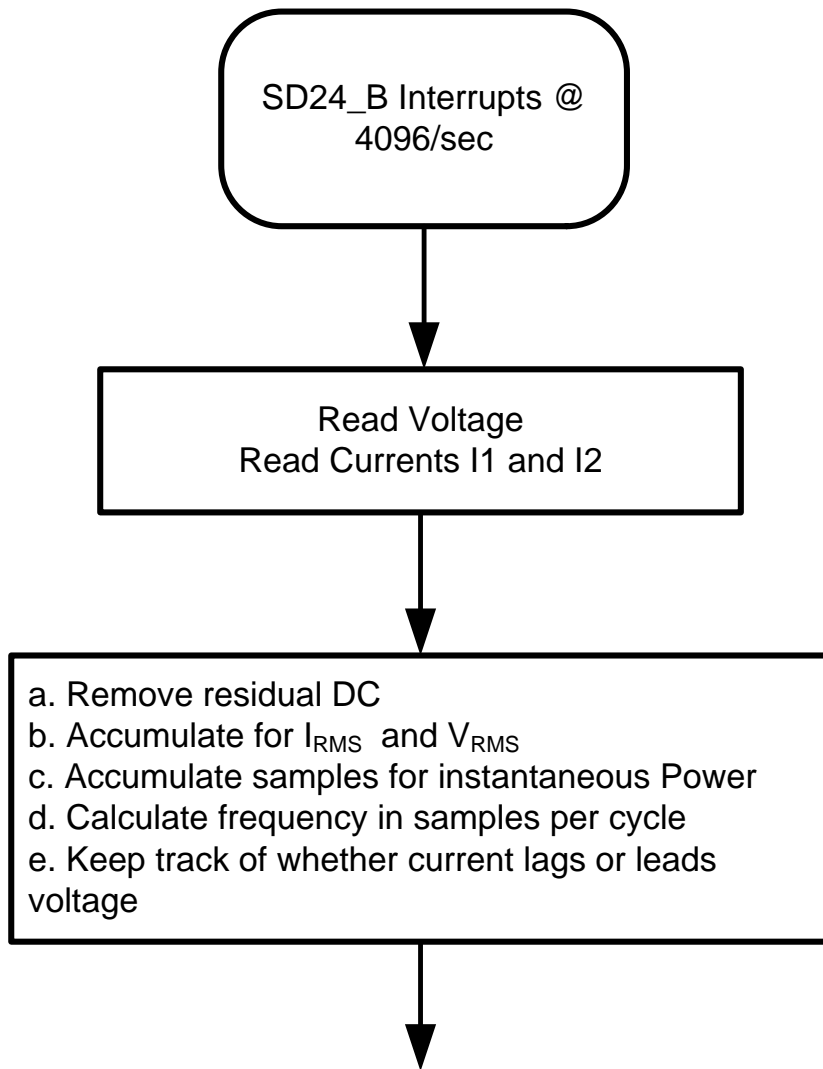 SD24_B Interrupts @
4096/sec
Read Voltage
Read Currents I1 and I2
a. Remove residual DC
b. Accumulate for IRMS and VRMS
c. Accumulate samples for instantaneous Power
d. Calculate frequency in samples per cycle
e. Keep track of whether current lags or leads
voltage